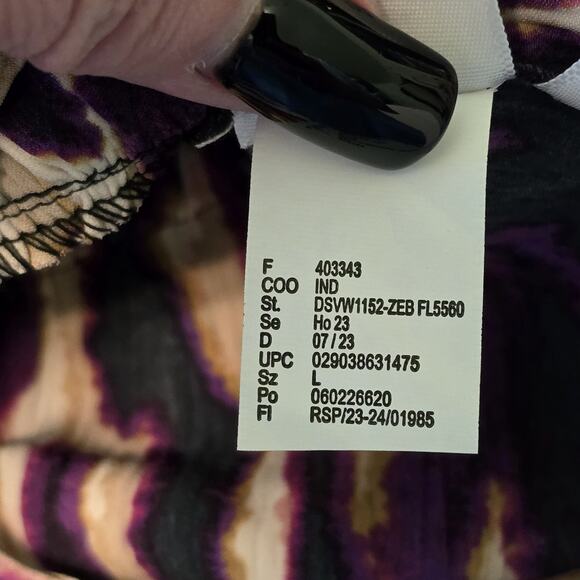 F 403343
COO IND
St. DSVW1152-ZEB FL5560
Se Ho 23
D 07 / 23
UPC 029038631475
Sz L
Po 060226620
FI RSP/23-24/01985